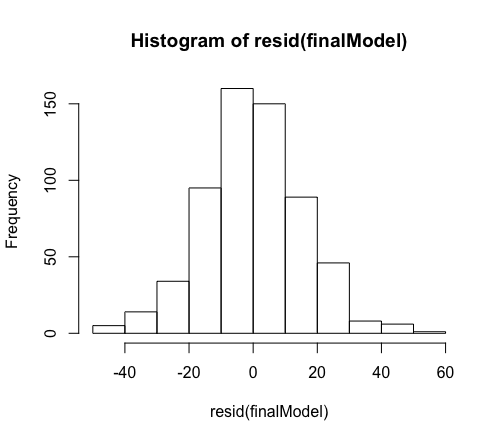 Histogram of resid(finalModel)
Frequency
150
100
50
0
-40 -20 0 20 40 60
resid(finalModel)